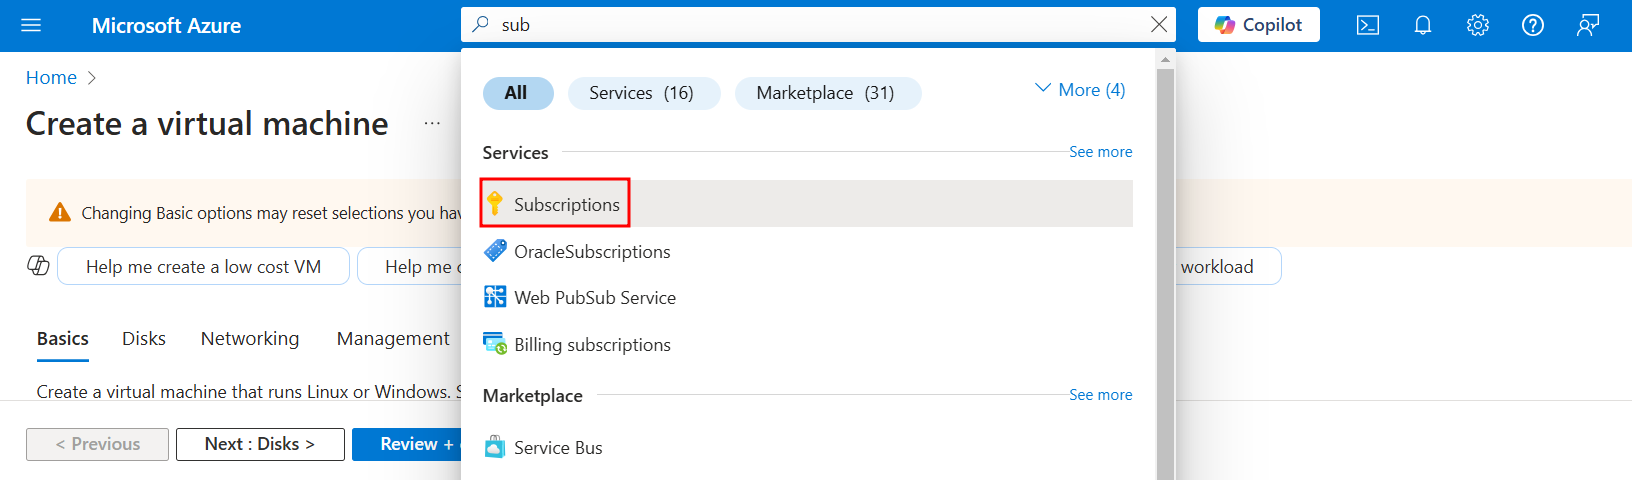 Microsoft Azure
sub
Copilot
Home
Create a virtual machine
...
All
Services (16)
Marketplace (31)
More (4)
Services
See more
Changing Basic options may reset selections you
Subscriptions
OracleSubscriptions
Help me create a low cost VM
Help me
workload
Web PubSub Service
Basics
Disks
Networking
Management
Billing subscriptions
Create a virtual machine that runs Linux or Windows.
Marketplace
See more
< Previous
Next : Disks >
Review +
Service Bus